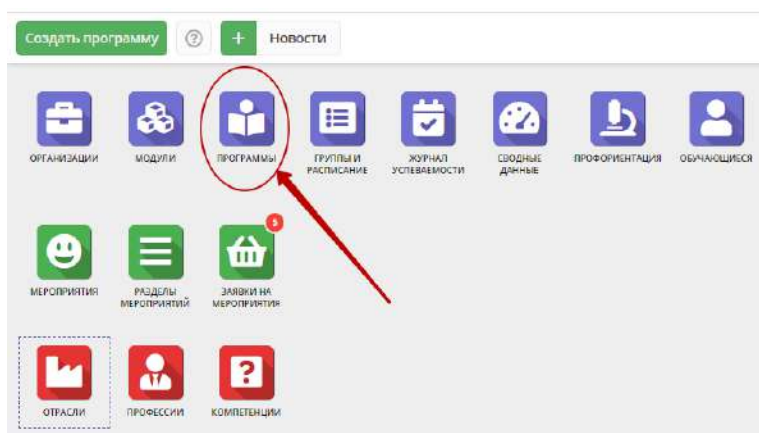 Создать программу ? + Новости
ОРГАНИЗАЦИИ МОДУЛИ ПРОГРАММЫ ГРУППЫ И ЖУРНАЛ СВОДНЫЕ ПРОФОРИЕНТАЦИЯ ОБУЧАЮЩИЕСЯ
РАСПИСАНИЕ УСПЕВАЕМОСТИ ДАННЫЕ
5
МЕРОПРИЯТИЯ РАЗДЕЛЫ ЗАЯВКИ НА
МЕРОПРИЯТИЙ МЕРОПРИЯТИЯ
?
ОТРАСЛИ ПРОФЕССИИ КОМПЕТЕНЦИИ